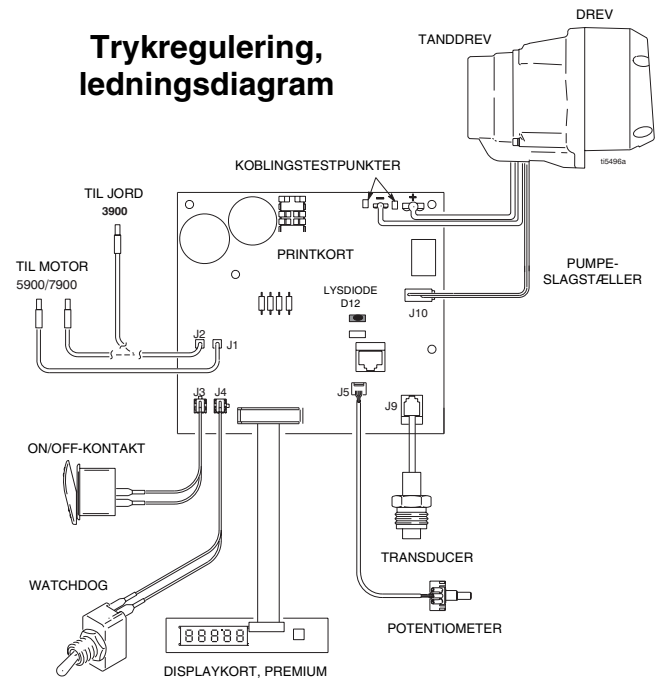 Trykregulering,
ledningsdiagram
DREV
TANDDREV
ti5496a
KOBLINGSTESTPUNKTER
TIL JORD
3900
- +
PRINTKORT
TIL MOTOR
5900/7900
PUMPE-
SLAGSTÆLLER
LYSDIODE
D12
J10
J2
J1
J3
J4
J5
J9
ON/OFF-KONTAKT
TRANSDUCER
WATCHDOG
POTENTIOMETER
88888
DISPLAYKORT, PREMIUM